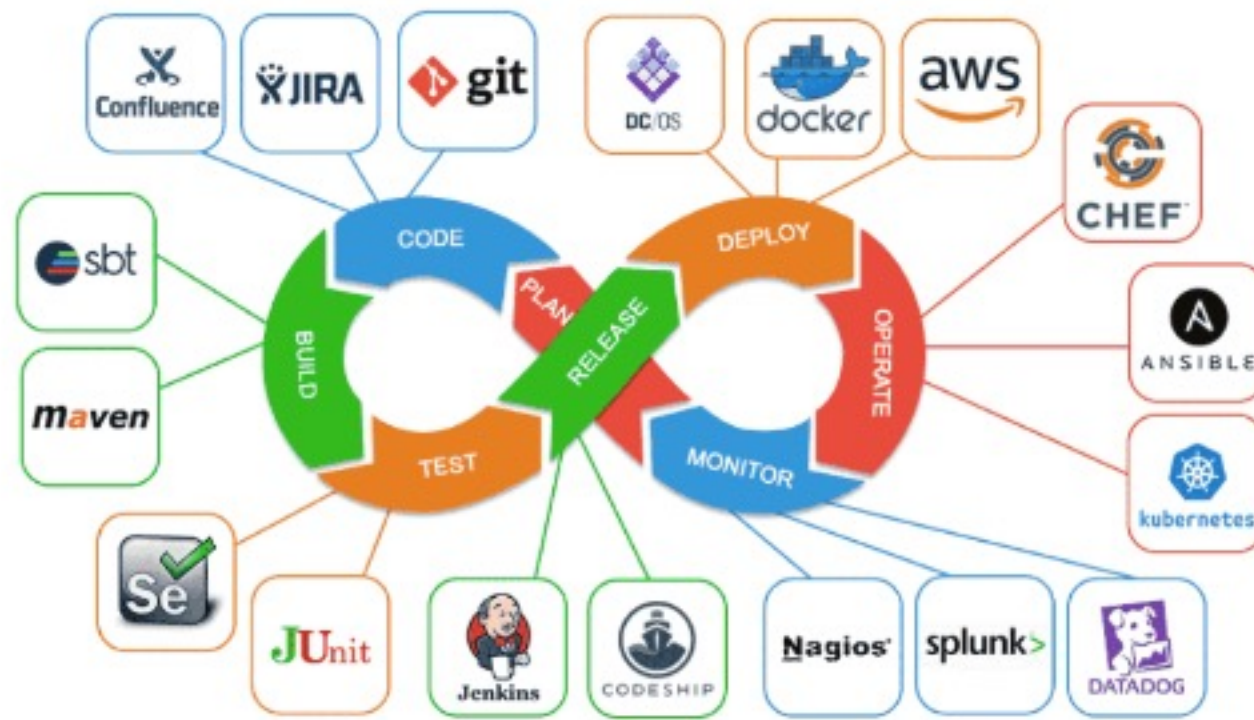 Confluence
JIRA
git
DC/OS
docker
aws
CHEF
sbt
CODE
DEPLOY
PLAN
RELEASE
BUILD
OPERATE
ANSIBLE
maven
TEST
MONITOR
kubernetes
Se
JUnit
Jenkins
CODESHIP
Nagios®
splunk>
DATADOG